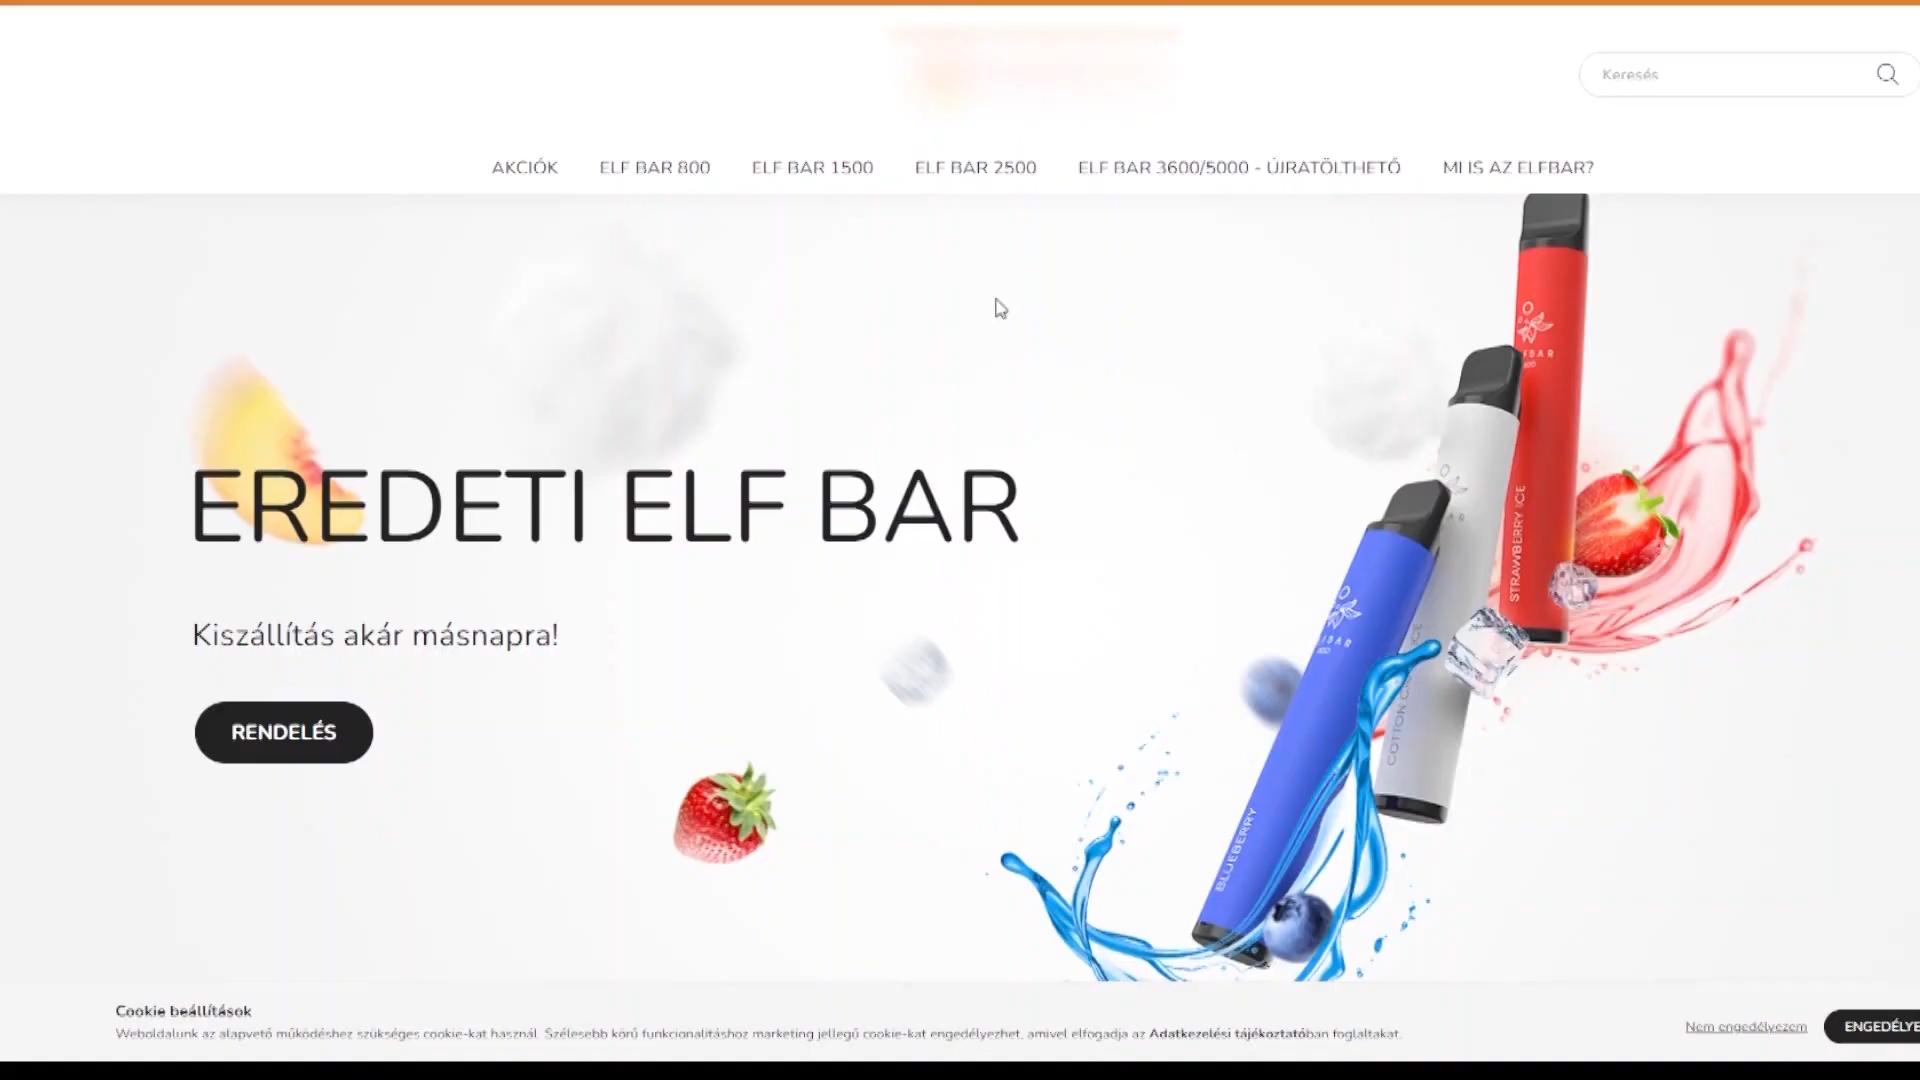 Keresés
AKCIÓK ELF BAR 800 ELF BAR 1500 ELF BAR 2500 ELF BAR 3600/5000 - ÚJRATÖLTHETŐ MI IS AZ ELFBAR?
EREDETI ELF BAR
Kiszállítás akár másnapra!
RENDELÉS
STRAWBERRY ICE
BLUEBERRY
Cookie beállítások
Weboldalunk az alapvető működéshez szükséges cookie-kat használ. Szélesebb körű funkcionalitáshoz marketing jellegű cookie-kat engedélyezhet, amivel elfogadja az Adatkezelési tájékoztatóban foglaltakat.
Nem engedélyezem
ENGEDÉLYE